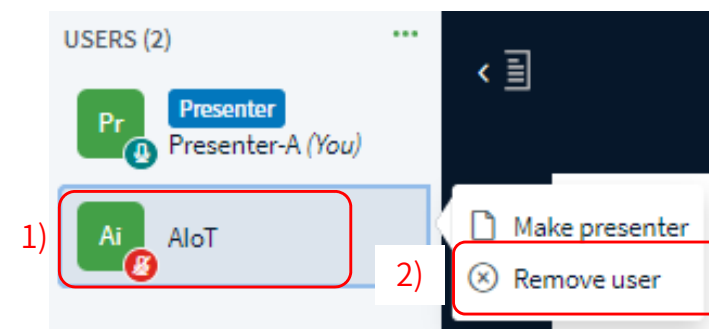 USERS (2)
Pr
Presenter
Presenter-A (You)
1)
Ai
AIoT
Make presenter
2)
Remove user